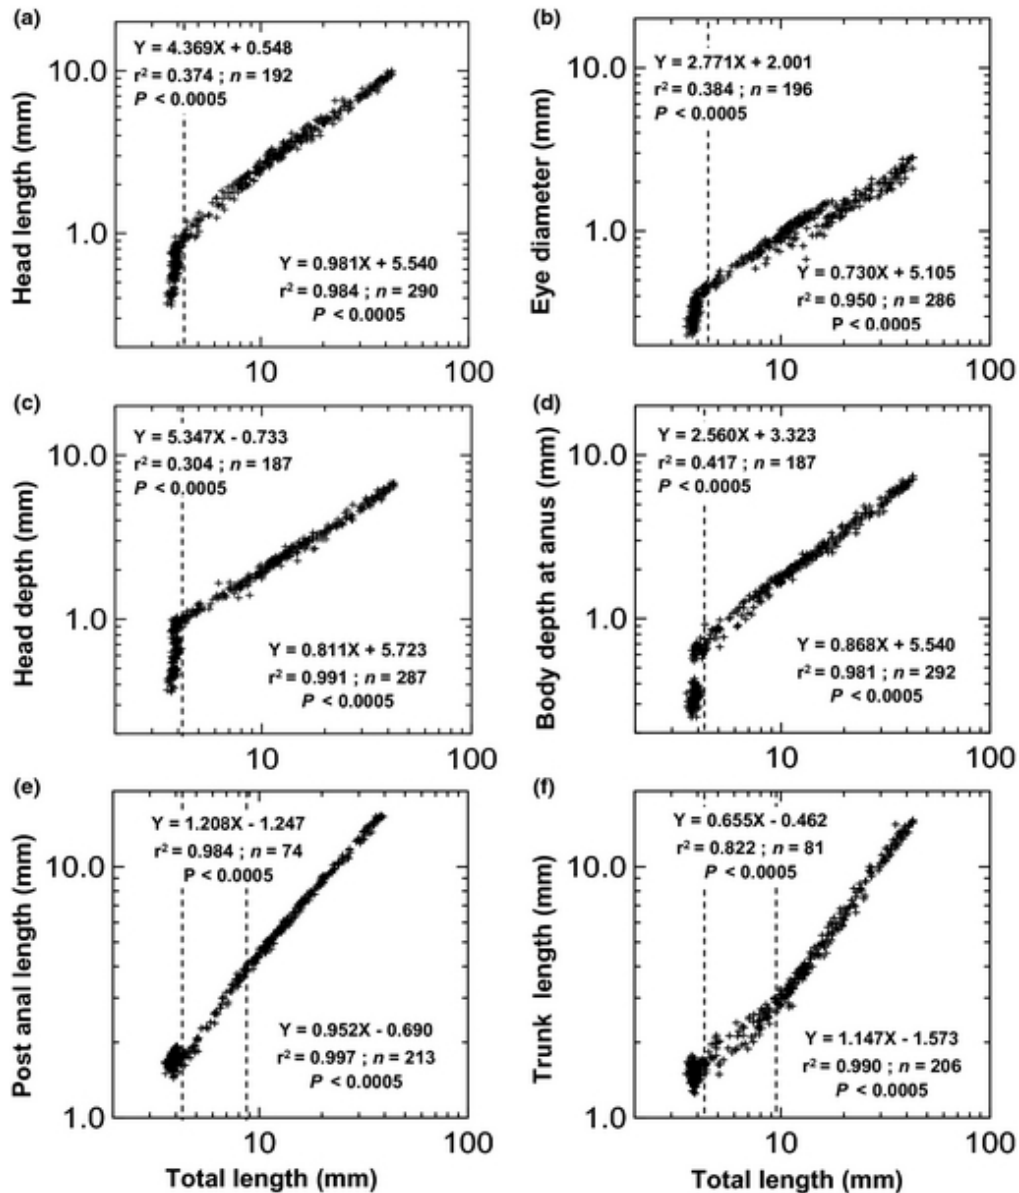 (a)
Y = 4.369X + 0.548
r² = 0.374 ; n = 192
P < 0.0005
10.0
1.0
Head length (mm)
Y = 0.981X + 5.540
r² = 0.984 ; n = 290
P < 0.0005
10
100
(b)
Y = 2.771X + 2.001
r² = 0.384 ; n = 196
P < 0.0005
10.0
1.0
Eye diameter (mm)
Y = 0.730X + 5.105
r² = 0.950 ; n = 286
P < 0.0005
10
100
(c)
Y = 5.347X - 0.733
r² = 0.304 ; n = 187
P < 0.0005
10.0
1.0
Head depth (mm)
Y = 0.811X + 5.723
r² = 0.991 ; n = 287
P < 0.0005
10
100
(d)
Y = 2.560X + 3.323
r² = 0.417 ; n = 187
P < 0.0005
10.0
1.0
Body depth at anus (mm)
Y = 0.868X + 5.540
r² = 0.981 ; n = 292
P < 0.0005
10
100
(e)
Y = 1.208X - 1.247
r² = 0.984 ; n = 74
P < 0.0005
10.0
1.0
Post anal length (mm)
Y = 0.952X - 0.690
r² = 0.997 ; n = 213
P < 0.0005
10
100
Total length (mm)
(f)
Y = 0.655X - 0.462
r² = 0.822 ; n = 81
P < 0.0005
10.0
1.0
Trunk length (mm)
Y = 1.147X - 1.573
r² = 0.990 ; n = 206
P < 0.0005
10
100
Total length (mm)